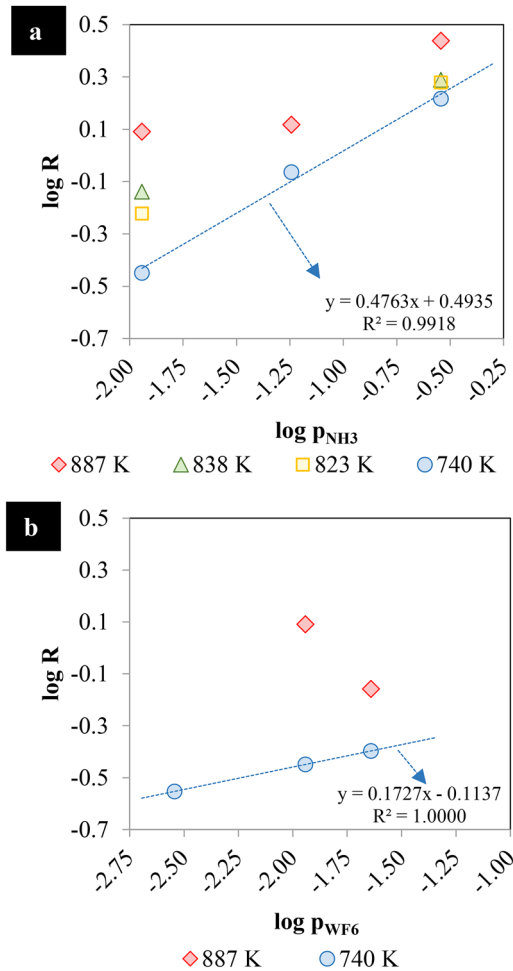 a
0.5
0.3
0.1
-0.1
-0.3
-0.5
-0.7
log R
y = 0.4763x + 0.4935
R² = 0.9918
-2.00 -1.75 -1.50 -1.25 -1.00 -0.75 -0.50 -0.25
log pNH3
887 K 838 K 823 K 740 K
b
0.5
0.3
0.1
-0.1
-0.3
-0.5
-0.7
log R
y = 0.1727x - 0.1137
R² = 1.0000
-2.75 -2.50 -2.25 -2.00 -1.75 -1.50 -1.25 -1.00
log pWF6
887 K 740 K